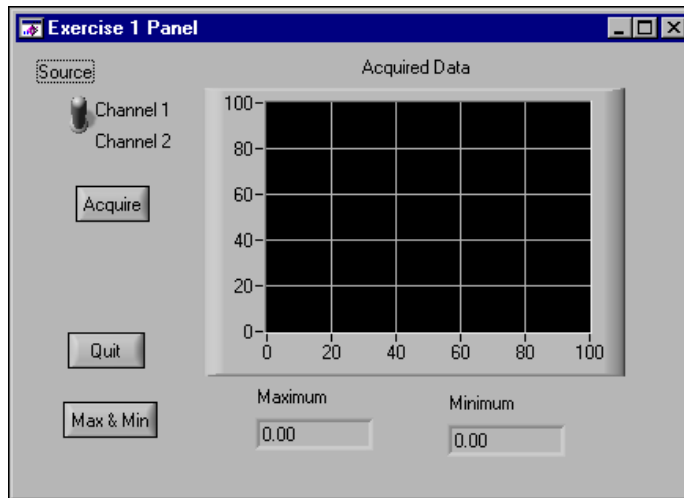 Exercise 1 Panel
Source
Channel 1
Channel 2
Acquire
Quit
Max & Min
Acquired Data
100
80
60
40
20
0
0 20 40 60 80 100
Maximum
0.00
Minimum
0.00